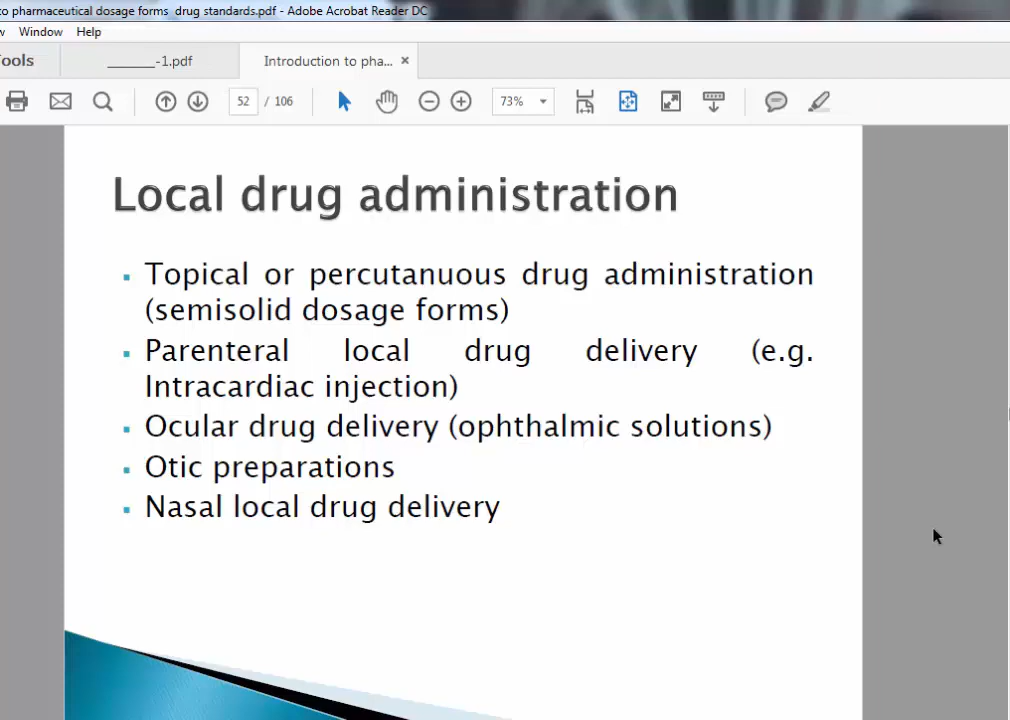 to pharmaceutical dosage forms drug standards.pdf - Adobe Acrobat Reader DC
w Window Help
ools
_______-1.pdf
Introduction to pha... ×
52 / 106
73%
Local drug administration
▪ Topical or percutanuous drug administration
(semisolid dosage forms)
▪ Parenteral local drug delivery (e.g.
Intracardiac injection)
▪ Ocular drug delivery (ophthalmic solutions)
▪ Otic preparations
▪ Nasal local drug delivery